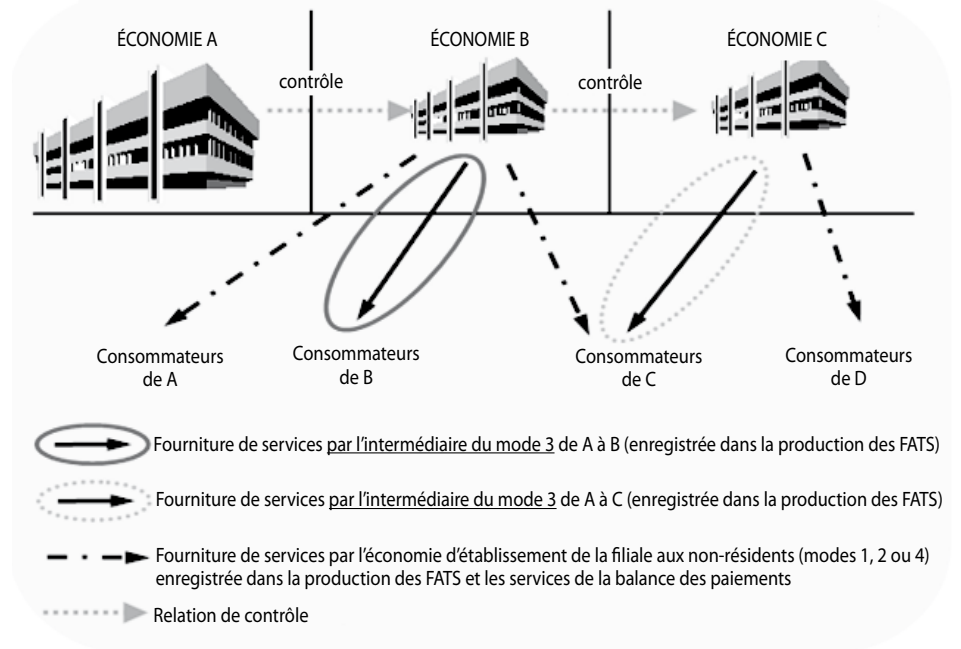 ÉCONOMIE A
ÉCONOMIE B
ÉCONOMIE C
contrôle
contrôle
Consommateurs
de A
Consommateurs
de B
Consommateurs
de C
Consommateurs
de D
Fourniture de services par l'intermédiaire du mode 3 de A à B (enregistrée dans la production des FATS)
Fourniture de services par l'intermédiaire du mode 3 de A à C (enregistrée dans la production des FATS)
Fourniture de services par l'économie d'établissement de la filiale aux non-résidents (modes 1, 2 ou 4)
enregistrée dans la production des FATS et les services de la balance des paiements
Relation de contrôle